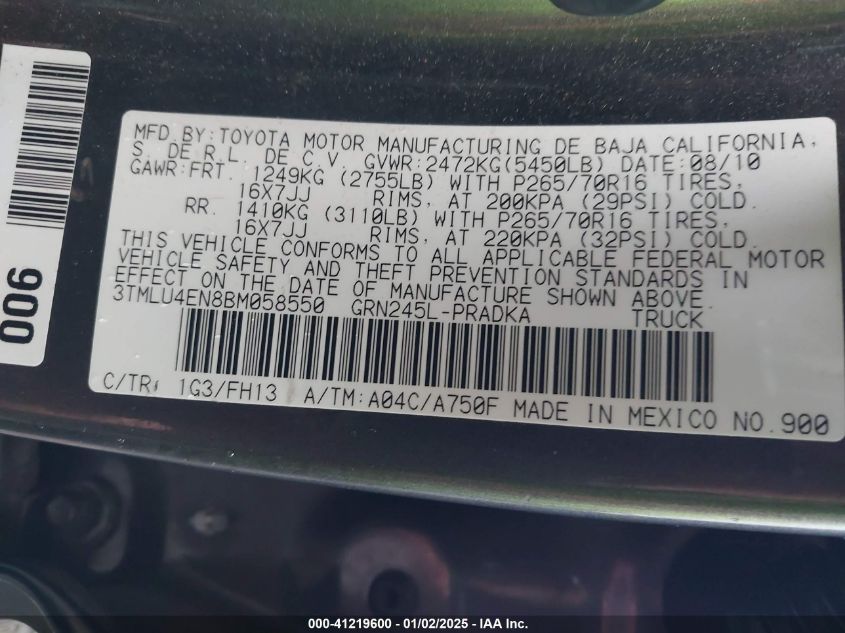 MFD BY:TOYOTA MOTOR MANUFACTURING DE BAJA CALIFORNIA,
S. DE R.L. DE C.V. GVWR:2472KG(5450LB) DATE:08/10
GAWR:FRT. 1249KG (2755LB) WITH P265/70R16 TIRES,
16X7JJ RIMS, AT 200KPA (29PSI) COLD.
RR. 1410KG (3110LB) WITH P265/70R16 TIRES,
16X7JJ RIMS, AT 220KPA (32PSI) COLD.
THIS VEHICLE CONFORMS TO ALL APPLICABLE FEDERAL MOTOR
VEHICLE SAFETY AND THEFT PREVENTION STANDARDS IN
EFFECT ON THE DATE OF MANUFACTURE SHOWN ABOVE.
3TMLU4EN8BM058550 GRN245L-PRADKA TRUCK
C/TR: 1G3/FH13 A/TM:A04C/A750F MADE IN MEXICO NO.900
900
000-41219600 - 01/02/2025 - IAA Inc.